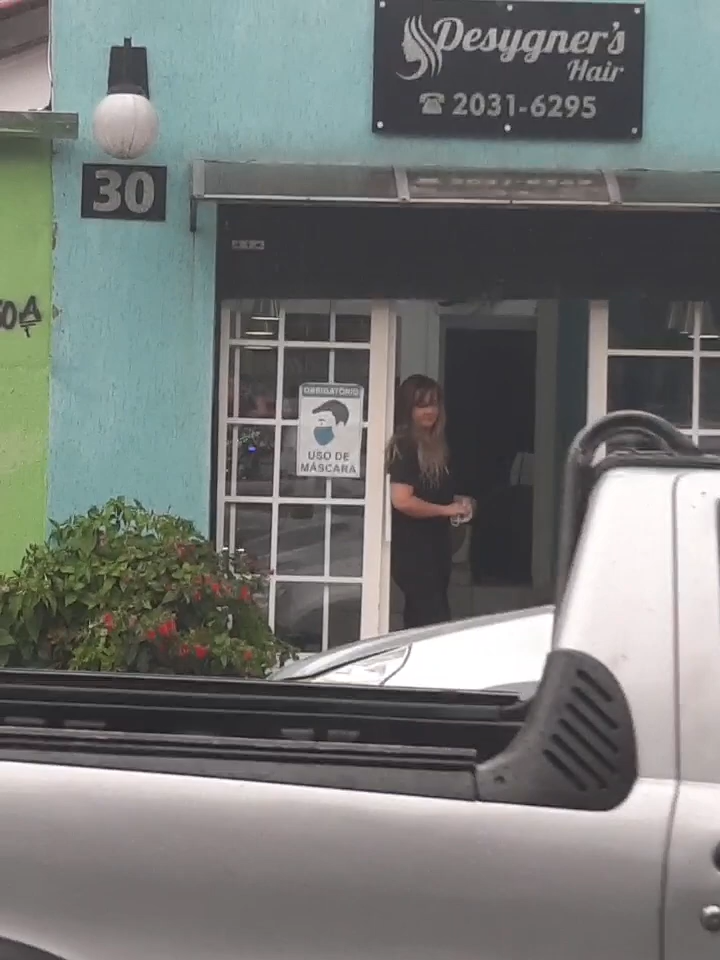 Desygner's
Hair
☎ 2031-6295
30
OBRIGATÓRIO
USO DE
MÁSCARA